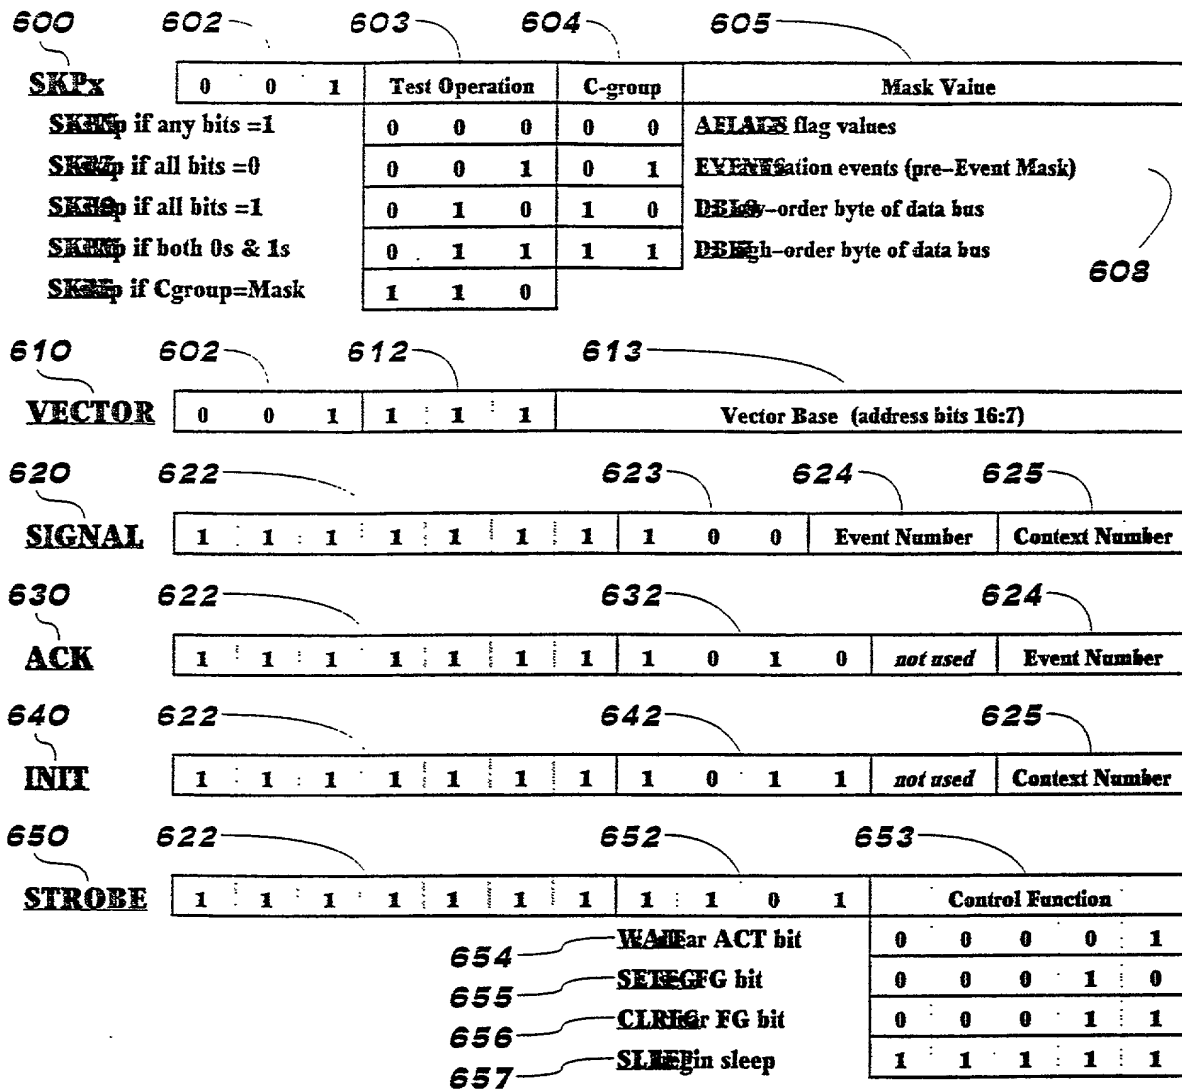 600 602 603 604 605
SKPx 0 0 1 Test Operation C-group Mask Value
if any bits =1 0 0 0 0 0 AFLAGS flag values
if all bits =0 0 0 1 0 1 EVENTS events (pre-Event Mask)
if all bits =1 0 1 0 1 0 order byte of data bus
if both 0s & 1s 0 1 1 1 1 order byte of data bus
608
if Cgroup=Mask 1 1 0
610 602 612 613
VECTOR 0 0 1 1 1 1 Vector Base (address bits 16:7)
620 622 623 624 625
SIGNAL 1 1 1 1 1 1 1 1 0 0 Event Number Context Number
630 622 632 624
ACK 1 1 1 1 1 1 1 1 0 1 0 not used Event Number
640 622 642 625
INIT 1 1 1 1 1 1 1 1 0 1 1 not used Context Number
650 622 652 653
STROBE 1 1 1 1 1 1 1 1 1 0 1 Control Function
654 WAIT ACT bit 0 0 0 0 1
655 SETFG FG bit 0 0 0 1 0
656 CLRFG FG bit 0 0 0 1 1
657 SLEEP sleep 1 1 1 1 1